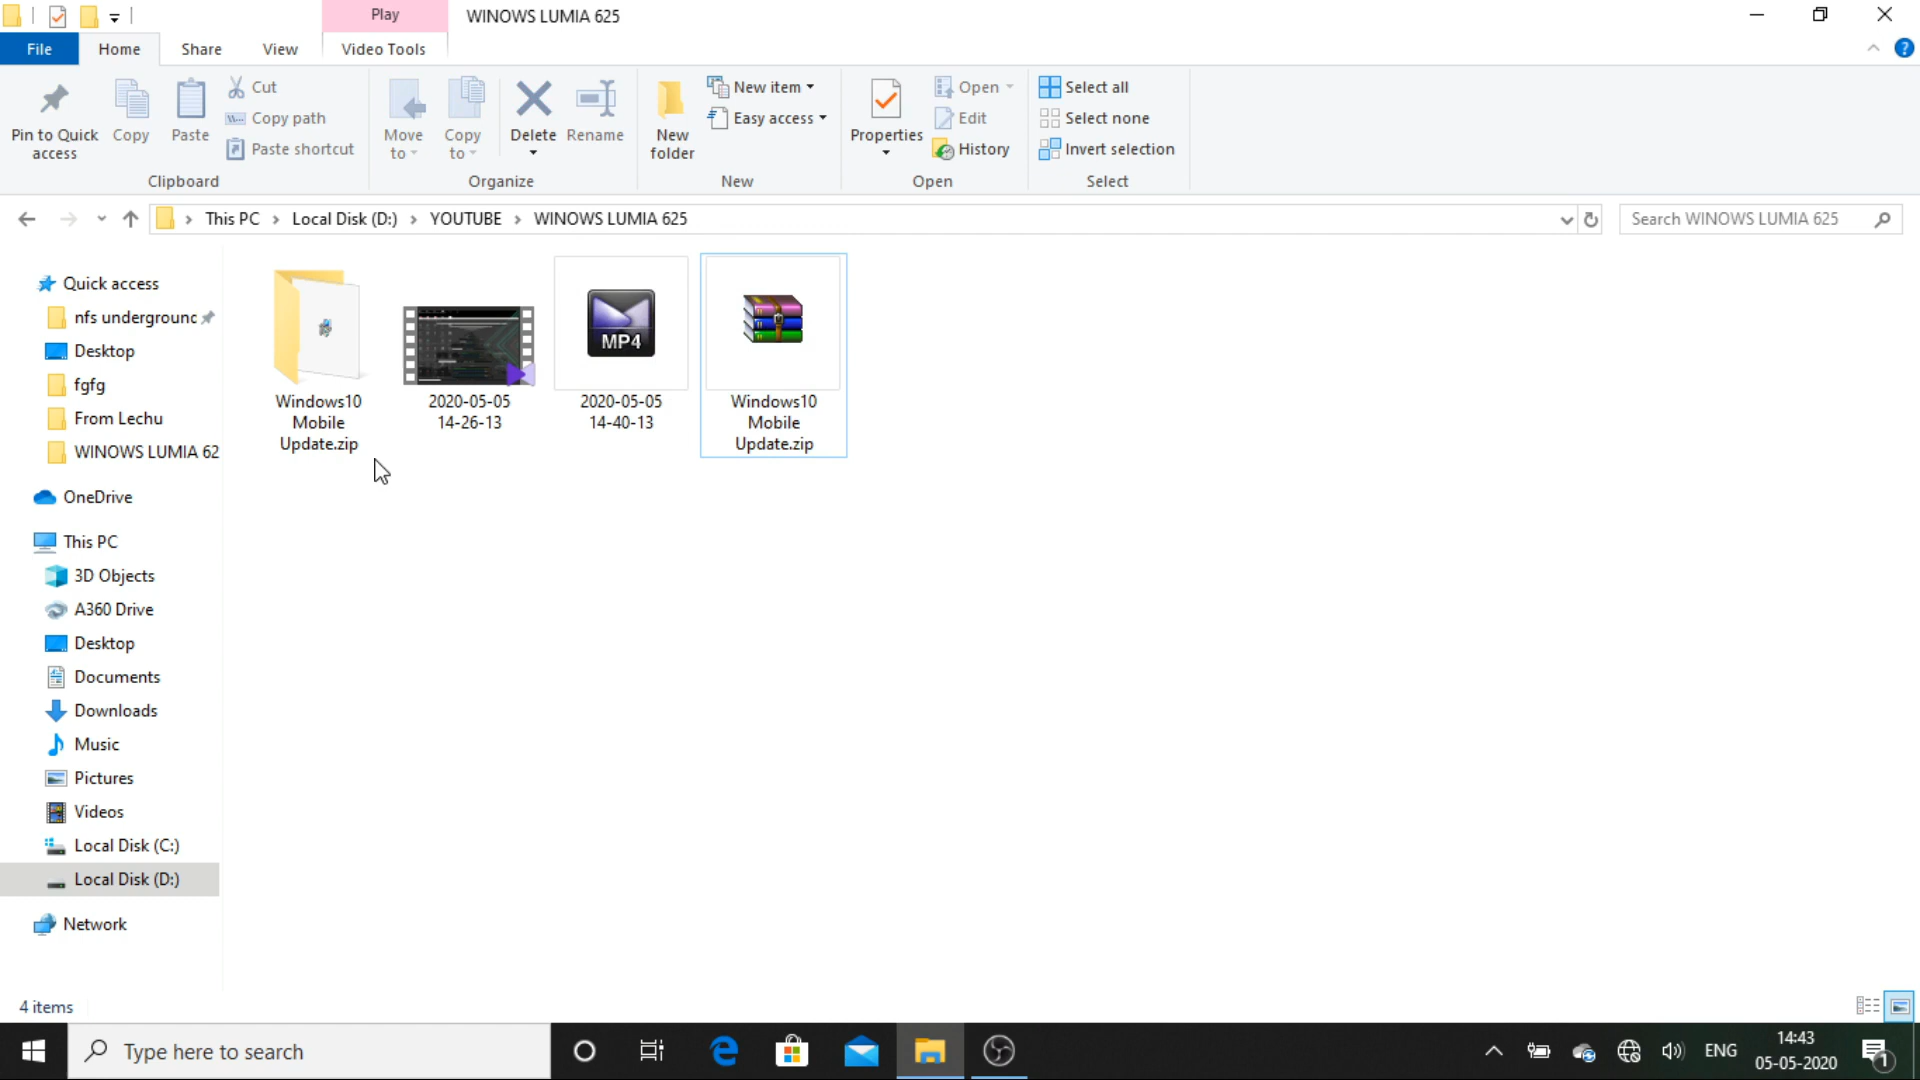 Play
WINOWS LUMIA 625
File
Home
Share
View
Video Tools
Pin to Quick
access
Copy
Paste
Cut
Copy path
Paste shortcut
Clipboard
Move
to
Copy
to
Delete
Rename
Organize
New
folder
New item
Easy access
New
Properties
Open
Edit
History
Open
Select all
Select none
Invert selection
Select
This PC > Local Disk (D:) > YOUTUBE > WINOWS LUMIA 625
Search WINOWS LUMIA 625
Quick access
nfs undergrounc
Desktop
fgfg
From Lechu
WINOWS LUMIA 62
OneDrive
This PC
3D Objects
A360 Drive
Desktop
Documents
Downloads
Music
Pictures
Videos
Local Disk (C:)
Local Disk (D:)
Network
Windows10
Mobile
Update.zip
2020-05-05
14-26-13
MP4
2020-05-05
14-40-13
Windows10
Mobile
Update.zip
4 items
Type here to search
ENG
14:43
05-05-2020
1